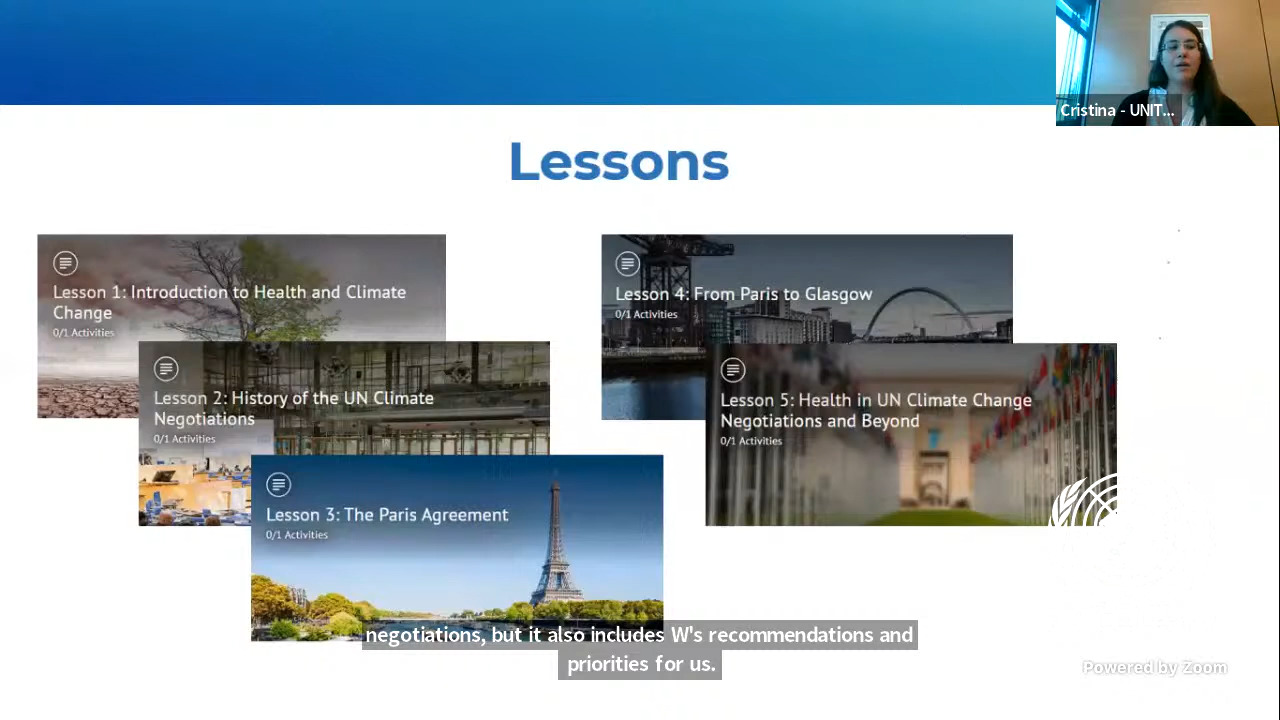 Cristina - UNIT...
Lessons
Lesson 1: Introduction to Health and Climate
Change
0/1 Activities
Lesson 2: History of the UN Climate
Negotiations
0/1 Activities
Lesson 3: The Paris Agreement
0/1 Activities
Lesson 4: From Paris to Glasgow
0/1 Activities
Lesson 5: Health in UN Climate Change
Negotiations and Beyond
0/1 Activities
negotiations, but it also includes W's recommendations and
priorities for us.
Powered by Zoom